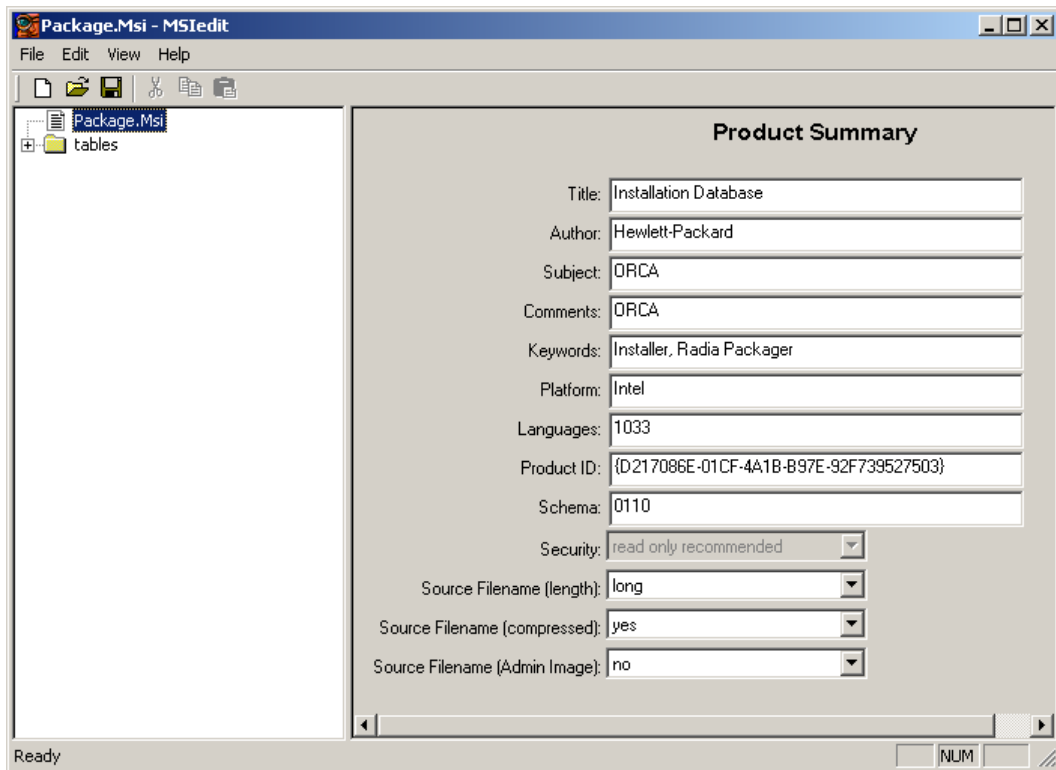 Package.Msi - MSIedit
File Edit View Help
Package.Msi
tables
Product Summary
Title: Installation Database
Author: Hewlett-Packard
Subject: ORCA
Comments: ORCA
Keywords: Installer, Radia Packager
Platform: Intel
Languages: 1033
Product ID: {D217086E-01CF-4A1B-B97E-92F739527503}
Schema: 0110
Security: read only recommended
Source Filename (length): long
Source Filename (compressed): yes
Source Filename (Admin Image): no
Ready NUM